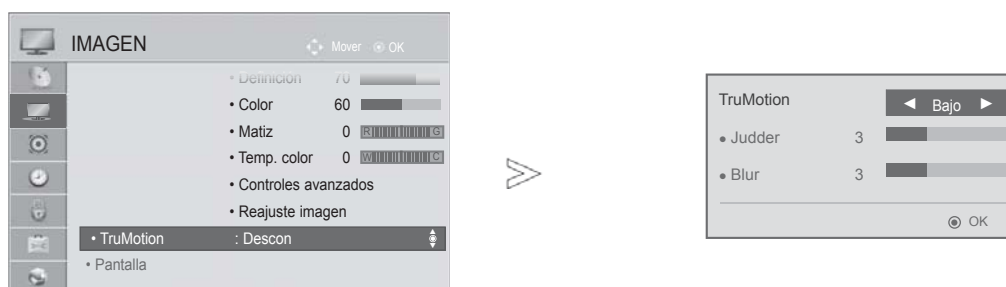 IMAGEN
Mover OK
• Definición 70
• Color 60
• Matiz 0 R G
• Temp. color 0 W C
• Controles avanzados
• Reajuste imagen
• TruMotion : Descon
• Pantalla
TruMotion ◄ Bajo ►
• Judder 3
• Blur 3
OK